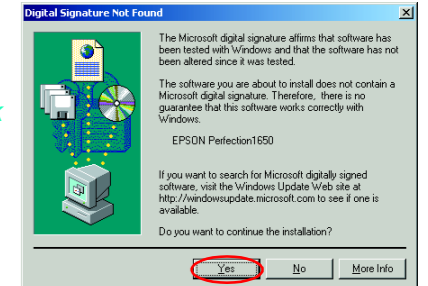 Digital Signature Not Found
The Microsoft digital signature affirms that software has
been tested with Windows and that the software has not
been altered since it was tested.
The software you are about to install does not contain a
Microsoft digital signature. Therefore, there is no
guarantee that this software works correctly with
Windows.
EPSON Perfection1650
If you want to search for Microsoft digitally signed
software, visit the Windows Update Web site at
http://windowsupdate.microsoft.com to see if one is
available.
Do you want to continue the installation?
Yes No More Info